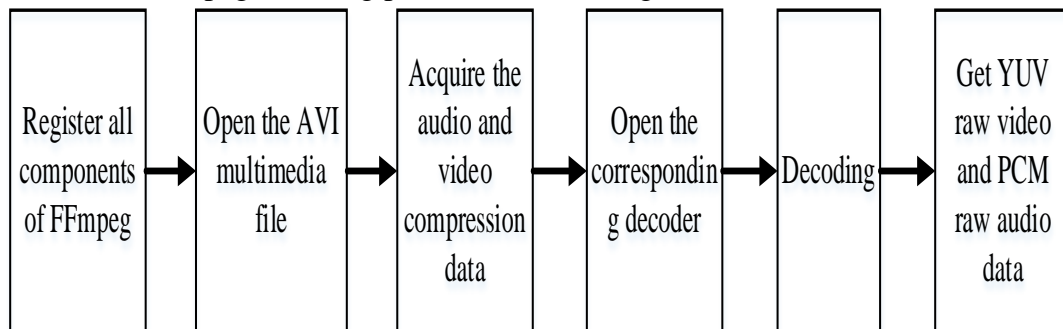 Register all
components
of FFmpeg
Open the AVI
multimedia
file
Acquire the
audio and
video
compression
data
Open the
correspondin
g decoder
Decoding
Get YUV
raw video
and PCM
raw audio
data